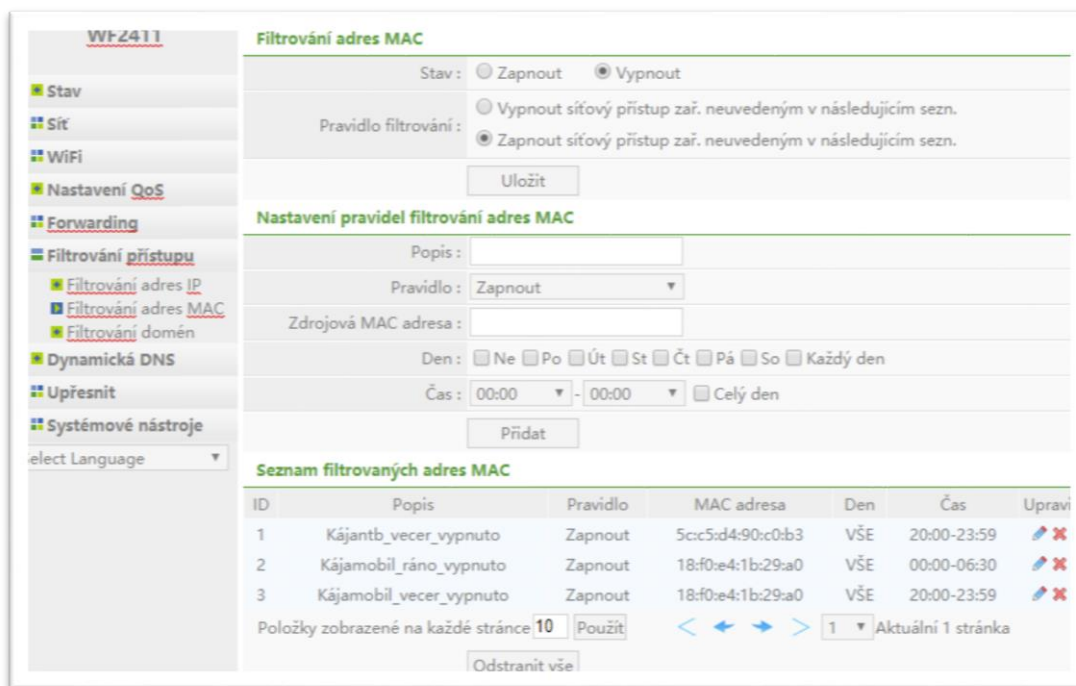 WF2411
Stav
Síť
WiFi
Nastavení QoS
Forwarding
Filtrování přístupu
Filtrování adres IP
Filtrování adres MAC
Filtrování domén
Dynamická DNS
Upřesnit
Systémové nástroje
elect Language
Filtrování adres MAC
Stav : Zapnout Vypnout
Pravidlo filtrování :
Vypnout síťový přístup zař. neuvedeným v následujícím sezn.
Zapnout síťový přístup zař. neuvedeným v následujícím sezn.
Uložit
Nastavení pravidel filtrování adres MAC
Popis :
Pravidlo : Zapnout
Zdrojová MAC adresa :
Den : Ne Po Út St Čt Pá So Každý den
Čas : 00:00 - 00:00 Celý den
Přidat
Seznam filtrovaných adres MAC
ID Popis Pravidlo MAC adresa Den Čas Upravi
1 Kájantb_vecer_vypnuto Zapnout 5c:c5:d4:90:c0:b3 VŠE 20:00-23:59
2 Kájamobil_ráno_vypnuto Zapnout 18:f0:e4:1b:29:a0 VŠE 00:00-06:30
3 Kájamobil_vecer_vypnuto Zapnout 18:f0:e4:1b:29:a0 VŠE 20:00-23:59
Položky zobrazené na každé stránce 10 Použít 1 Aktuální 1 stránka
Odstranit vše